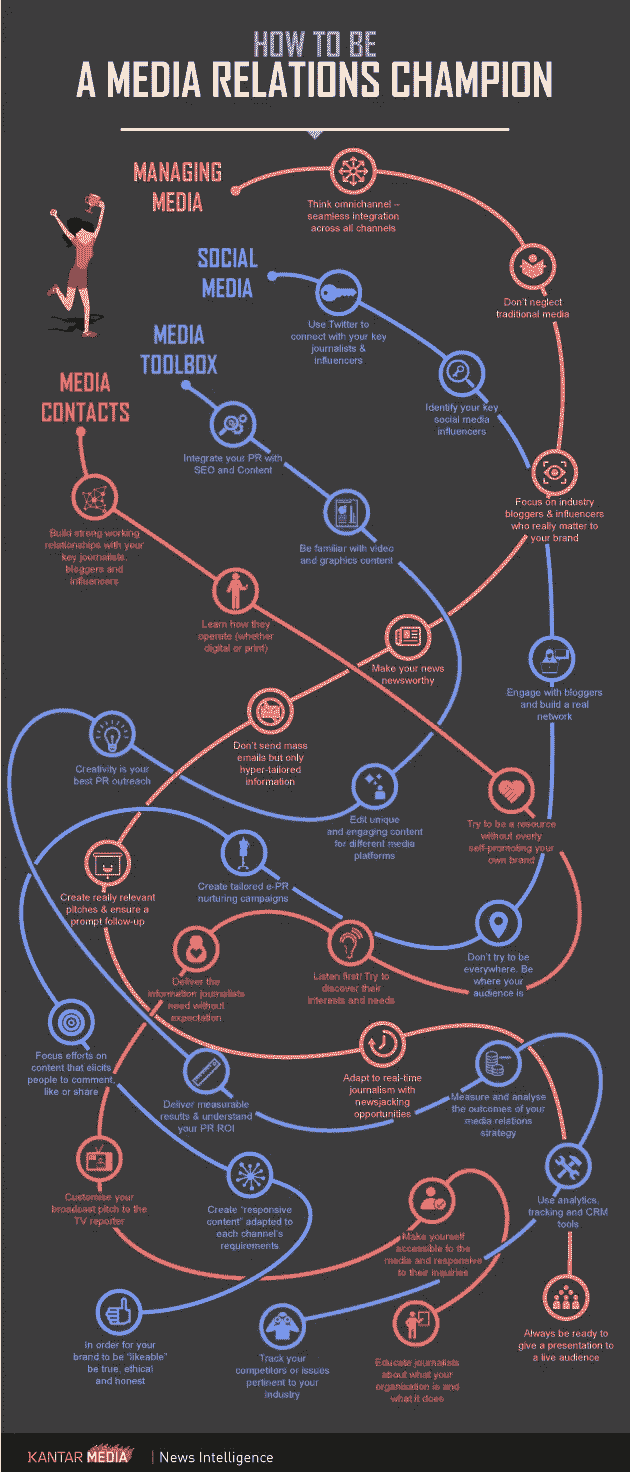 HOW TO BE
A MEDIA RELATIONS CHAMPION
MANAGING
MEDIA
Think omnichannel –
seamless integration
across all channels
SOCIAL
MEDIA
Don't neglect
traditional media
Use Twitter to
connect with your key
journalists &
influencers
MEDIA
TOOLBOX
MEDIA
CONTACTS
Identify your key
social media
influencers
Integrate your PR with
SEO and Content
Focus on industry
bloggers & influencers
who really matter to
your brand
Build strong working
relationships with your
key journalists,
bloggers and
influencers
Be familiar with video
and graphics content
Learn how they
operate (whether
digital or print)
Make your news
newsworthy
Engage with bloggers
and build a real
network
Don't send mass
emails but only
hyper-tailored
information
Creativity is your
best PR outreach
Edit unique
and engaging content
for different media
platforms
Try to be a resource
without overly
self-promoting your
own brand
Create really relevant
pitches & ensure a
prompt follow-up
Create tailored e-PR
nurturing campaigns
Don't try to be
everywhere. Be
where your
audience is
Deliver the
information journalists
need without
expectation
Listen first! Try to
discover their
interests and needs
Focus efforts on
content that elicits
people to comment,
like or share
Deliver measurable
results & understand
your PR ROI
Adapt to real-time
journalism with
newsjacking
opportunities
Measure and analyse
the outcomes of your
media relations
strategy
Customise your
broadcast pitch to the
TV reporter
Create "responsive
content" adapted to
each channel's
requirements
Make yourself
accessible to the
media and responsive
to their inquiries
Use analytics,
tracking and CRM
tools
In order for your
brand to be "likeable"
be true, ethical
and honest
Track your
competitors or issues
pertinent to your
industry
Educate journalists
about what your
organisation is and
what it does
Always be ready to
give a presentation to
a live audience
KANTAR MEDIA | News Intelligence